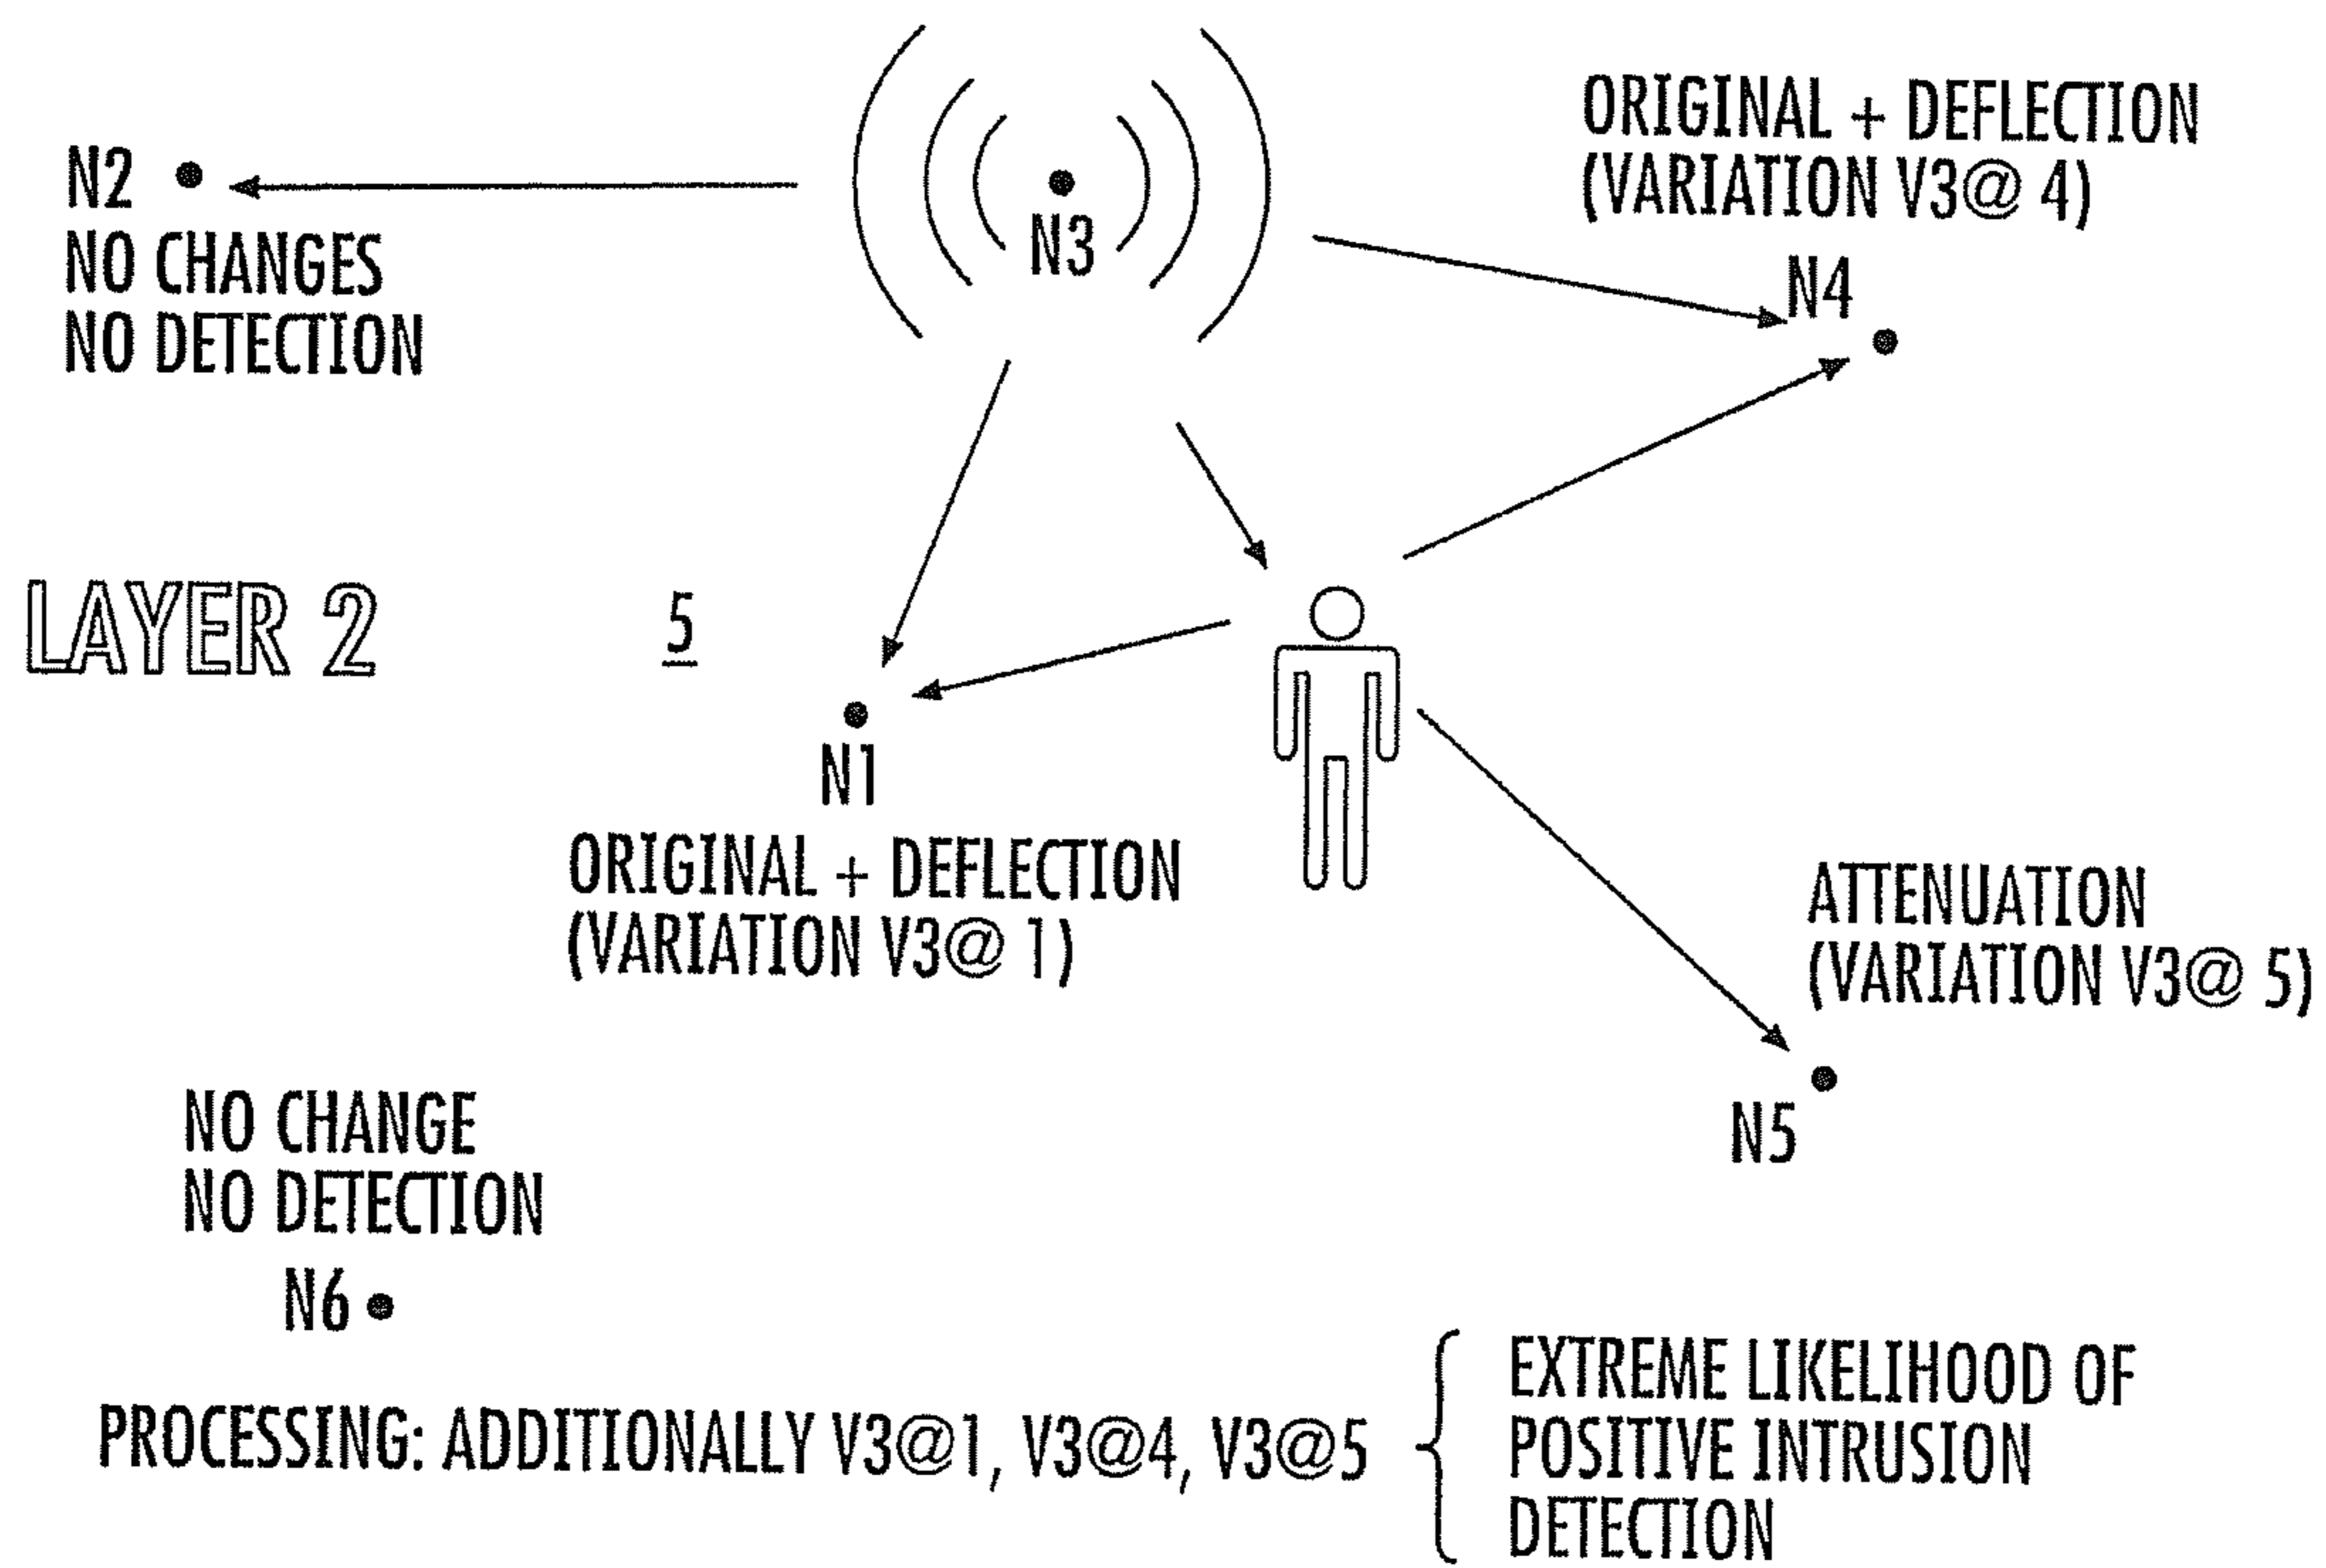 N2
NO CHANGES
NO DETECTION
N3
ORIGINAL + DEFLECTION
(VARIATION V3@ 4)
N4
LAYER 2
5
N1
ORIGINAL + DEFLECTION
(VARIATION V3@ 1)
ATTENUATION
(VARIATION V3@ 5)
N5
NO CHANGE
NO DETECTION
N6
PROCESSING: ADDITIONALLY V3@1, V3@4, V3@5
EXTREME LIKELIHOOD OF
POSITIVE INTRUSION
DETECTION